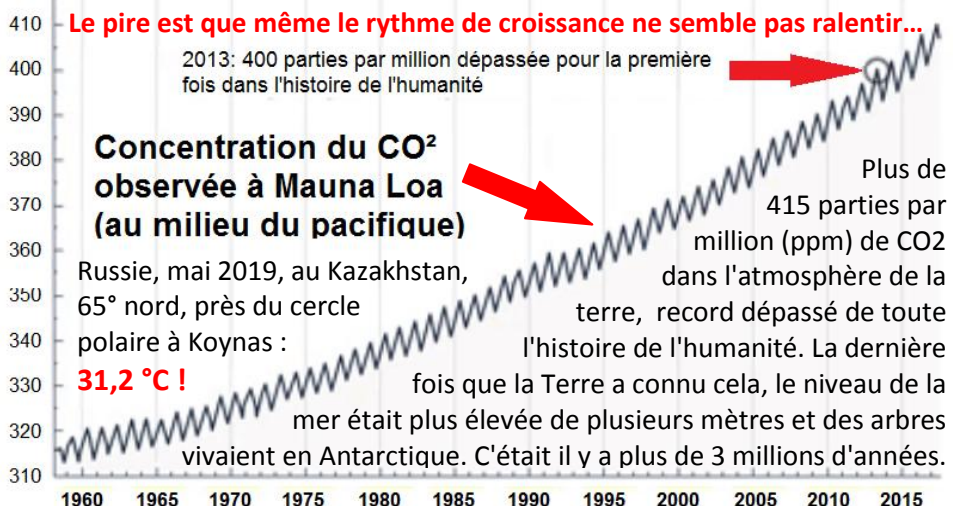 Le pire est que même le rythme de croissance ne semble pas ralentir…
2013: 400 parties par million dépassée pour la première
fois dans l'histoire de l'humanité
Concentration du CO²
observée à Mauna Loa
(au milieu du pacifique)
Russie, mai 2019, au Kazakhstan,
65° nord, près du cercle
polaire à Koynas :
31,2 °C !
Plus de
415 parties par
million (ppm) de CO2
dans l'atmosphère de la
terre, record dépassé de toute
l'histoire de l'humanité. La dernière
fois que la Terre a connu cela, le niveau de la
mer était plus élevée de plusieurs mètres et des arbres
vivaient en Antarctique. C'était il y a plus de 3 millions d'années.
410
400
390
380
370
360
350
340
330
320
310
1960 1965 1970 1975 1980 1985 1990 1995 2000 2005 2010 2015